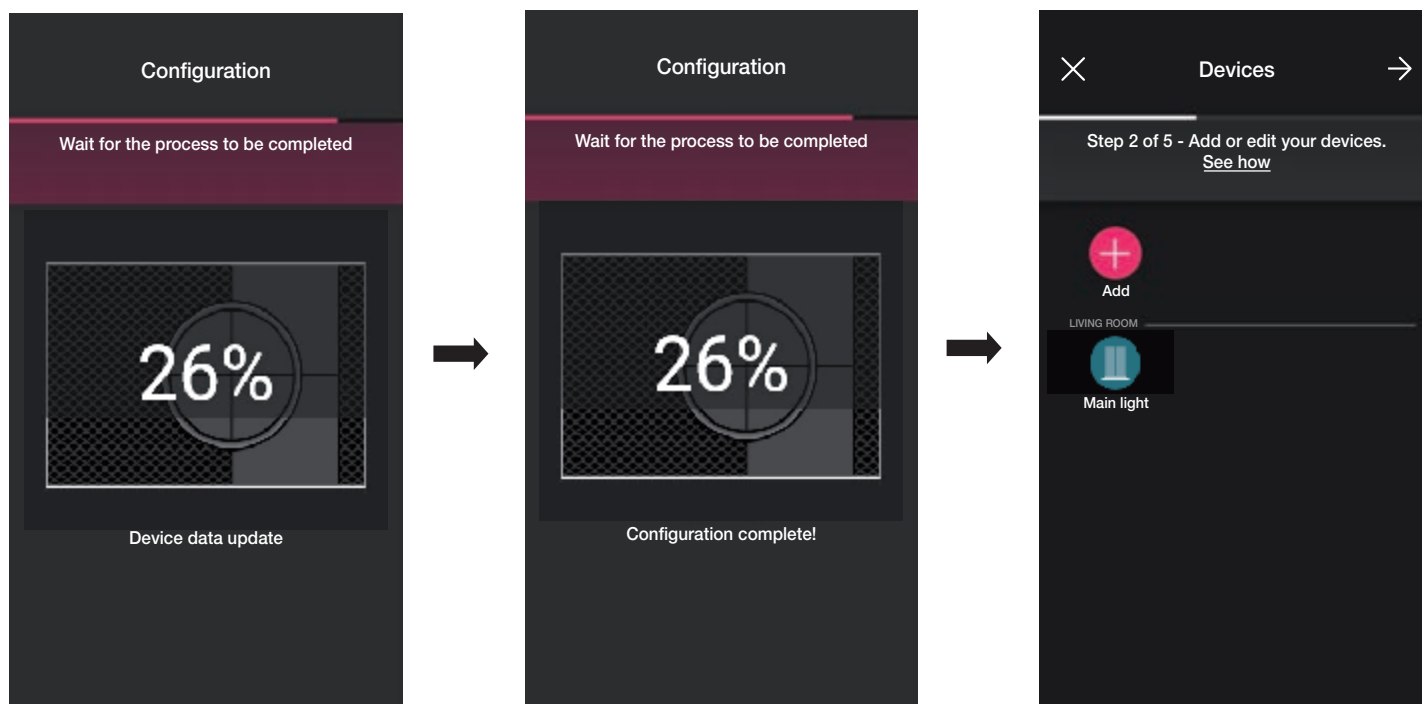 Configuration
Wait for the process to be completed
26%
Device data update
Configuration
Wait for the process to be completed
26%
Configuration complete!
Devices
Step 2 of 5 - Add or edit your devices.
See how
Add
LIVING ROOM
Main light